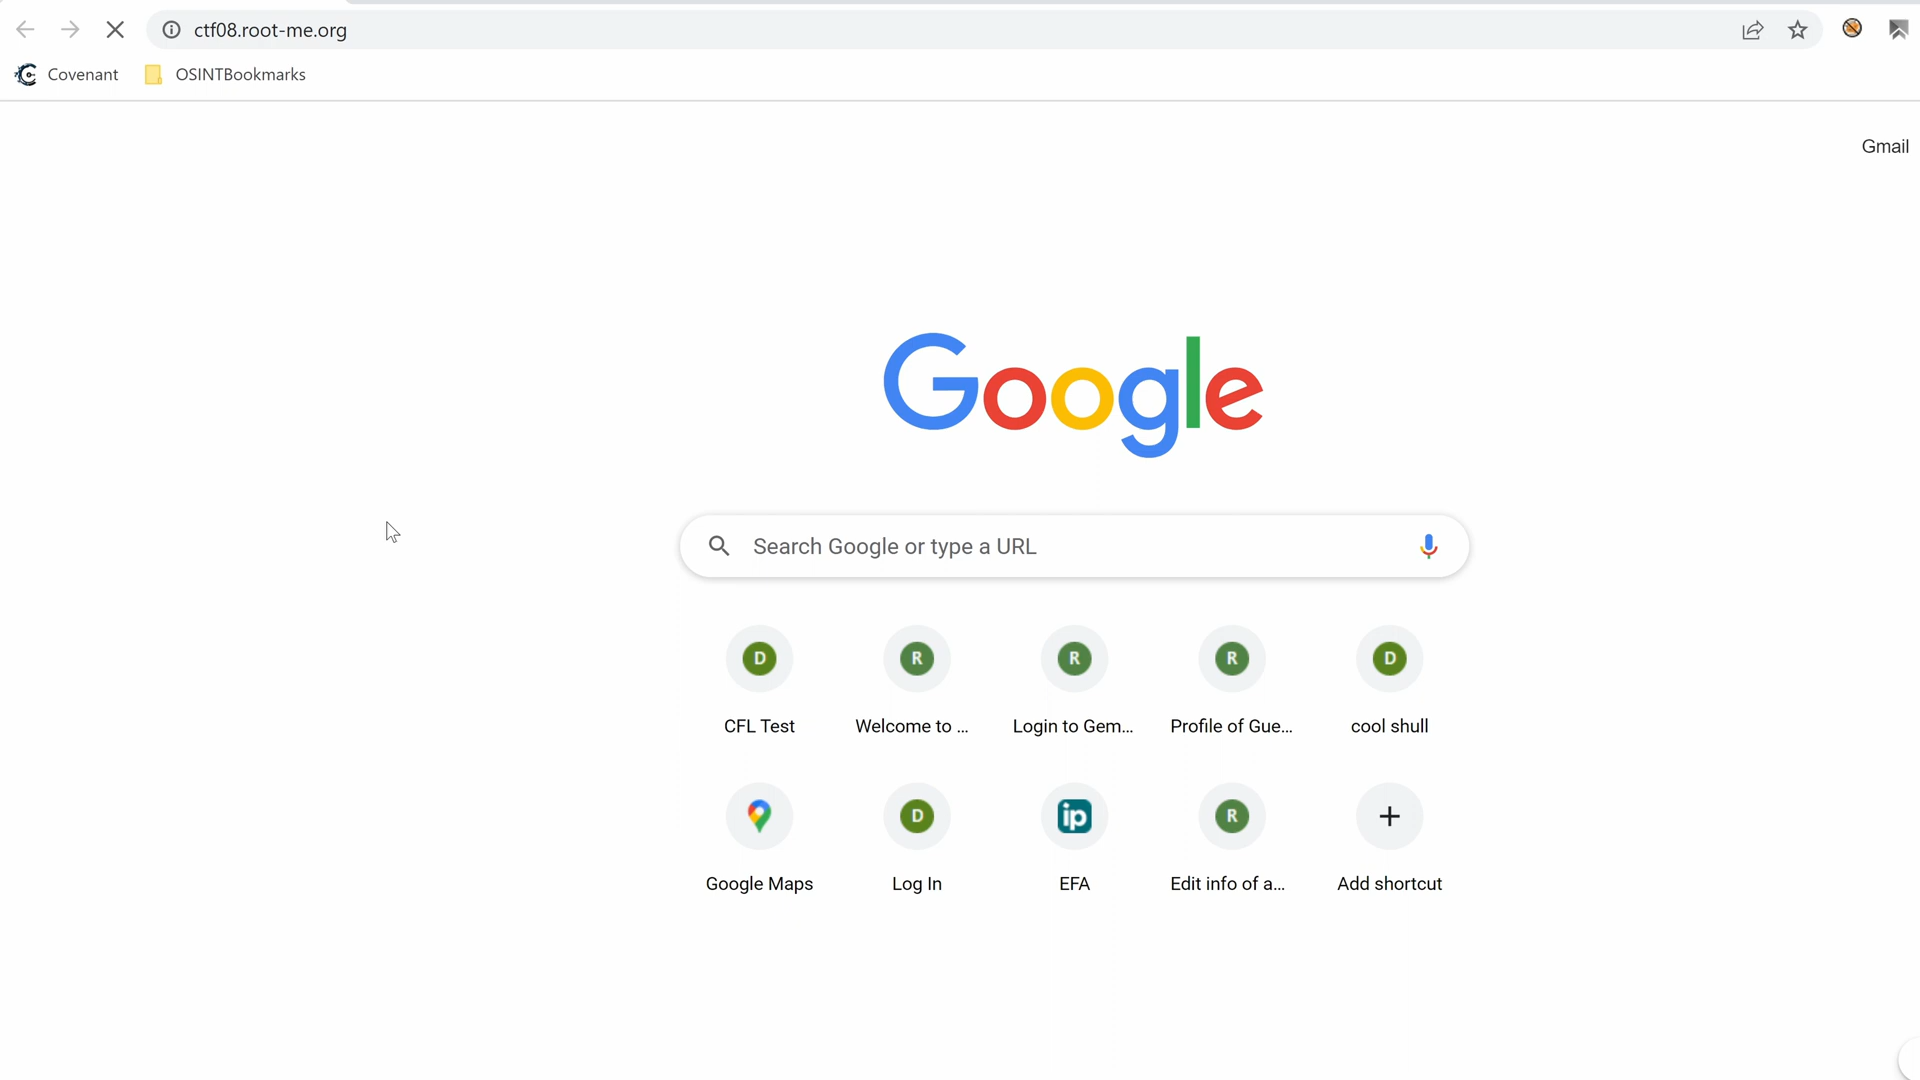 ctf08.root-me.org
Covenant OSINTBookmarks
Gmail
Google
Search Google or type a URL
D R R R D
CFL Test Welcome to ... Login to Gem... Profile of Gue... cool shull
D ip R
Google Maps Log In EFA Edit info of a... Add shortcut